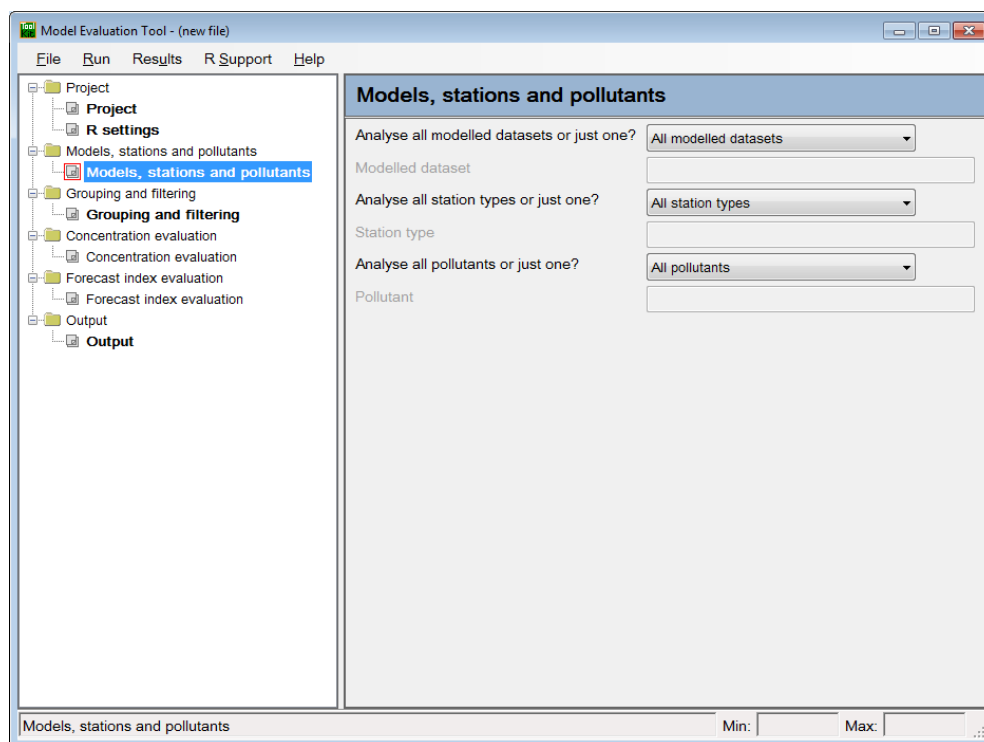 Tool
Kit
Model Evaluation Tool - (new file)
File Run Results R Support Help
Project
Project
R settings
Models, stations and pollutants
Models, stations and pollutants
Grouping and filtering
Grouping and filtering
Concentration evaluation
Concentration evaluation
Forecast index evaluation
Forecast index evaluation
Output
Output
Models, stations and pollutants
Analyse all modelled datasets or just one? All modelled datasets
Modelled dataset
Analyse all station types or just one? All station types
Station type
Analyse all pollutants or just one? All pollutants
Pollutant
Models, stations and pollutants Min: Max: